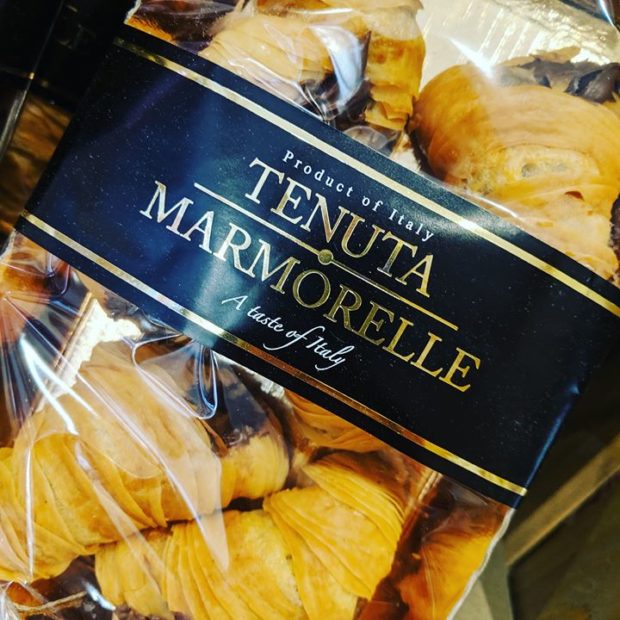 Product of Italy
TENUTA
MARMORELLE
A taste of Italy